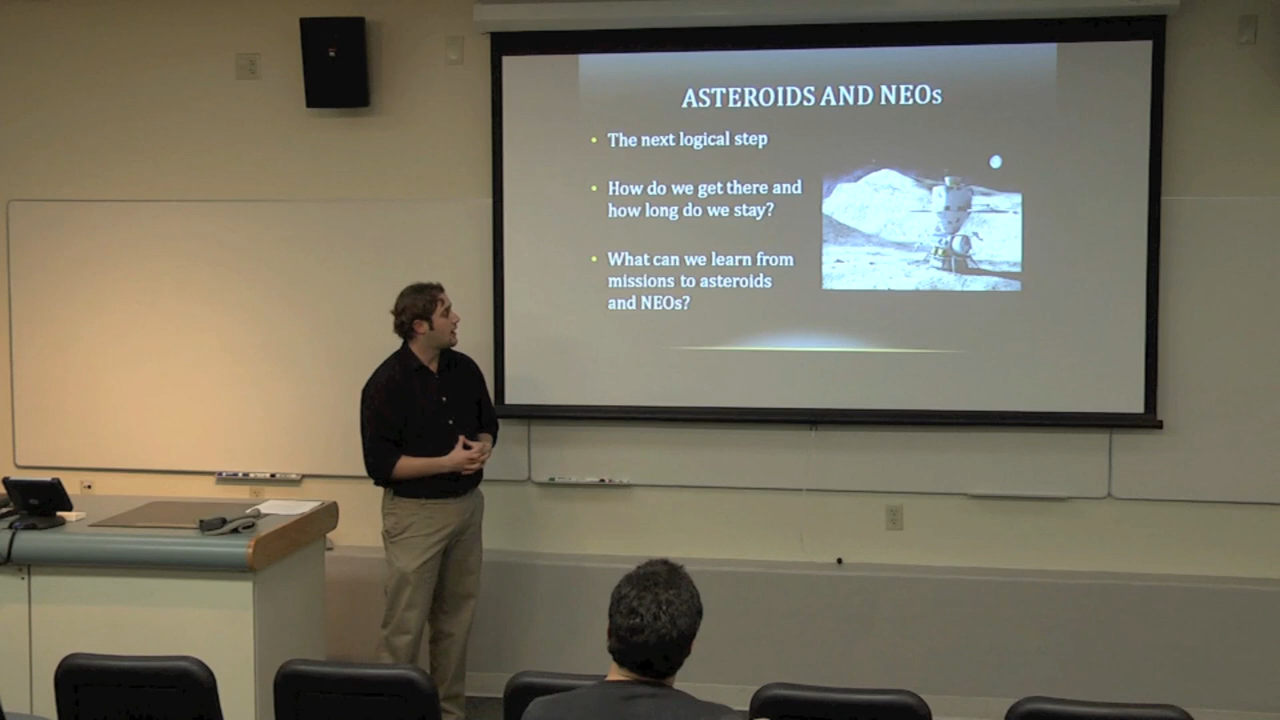 ASTEROIDS AND NEOs
• The next logical step
• How do we get there and
how long do we stay?
• What can we learn from
missions to asteroids
and NEOs?